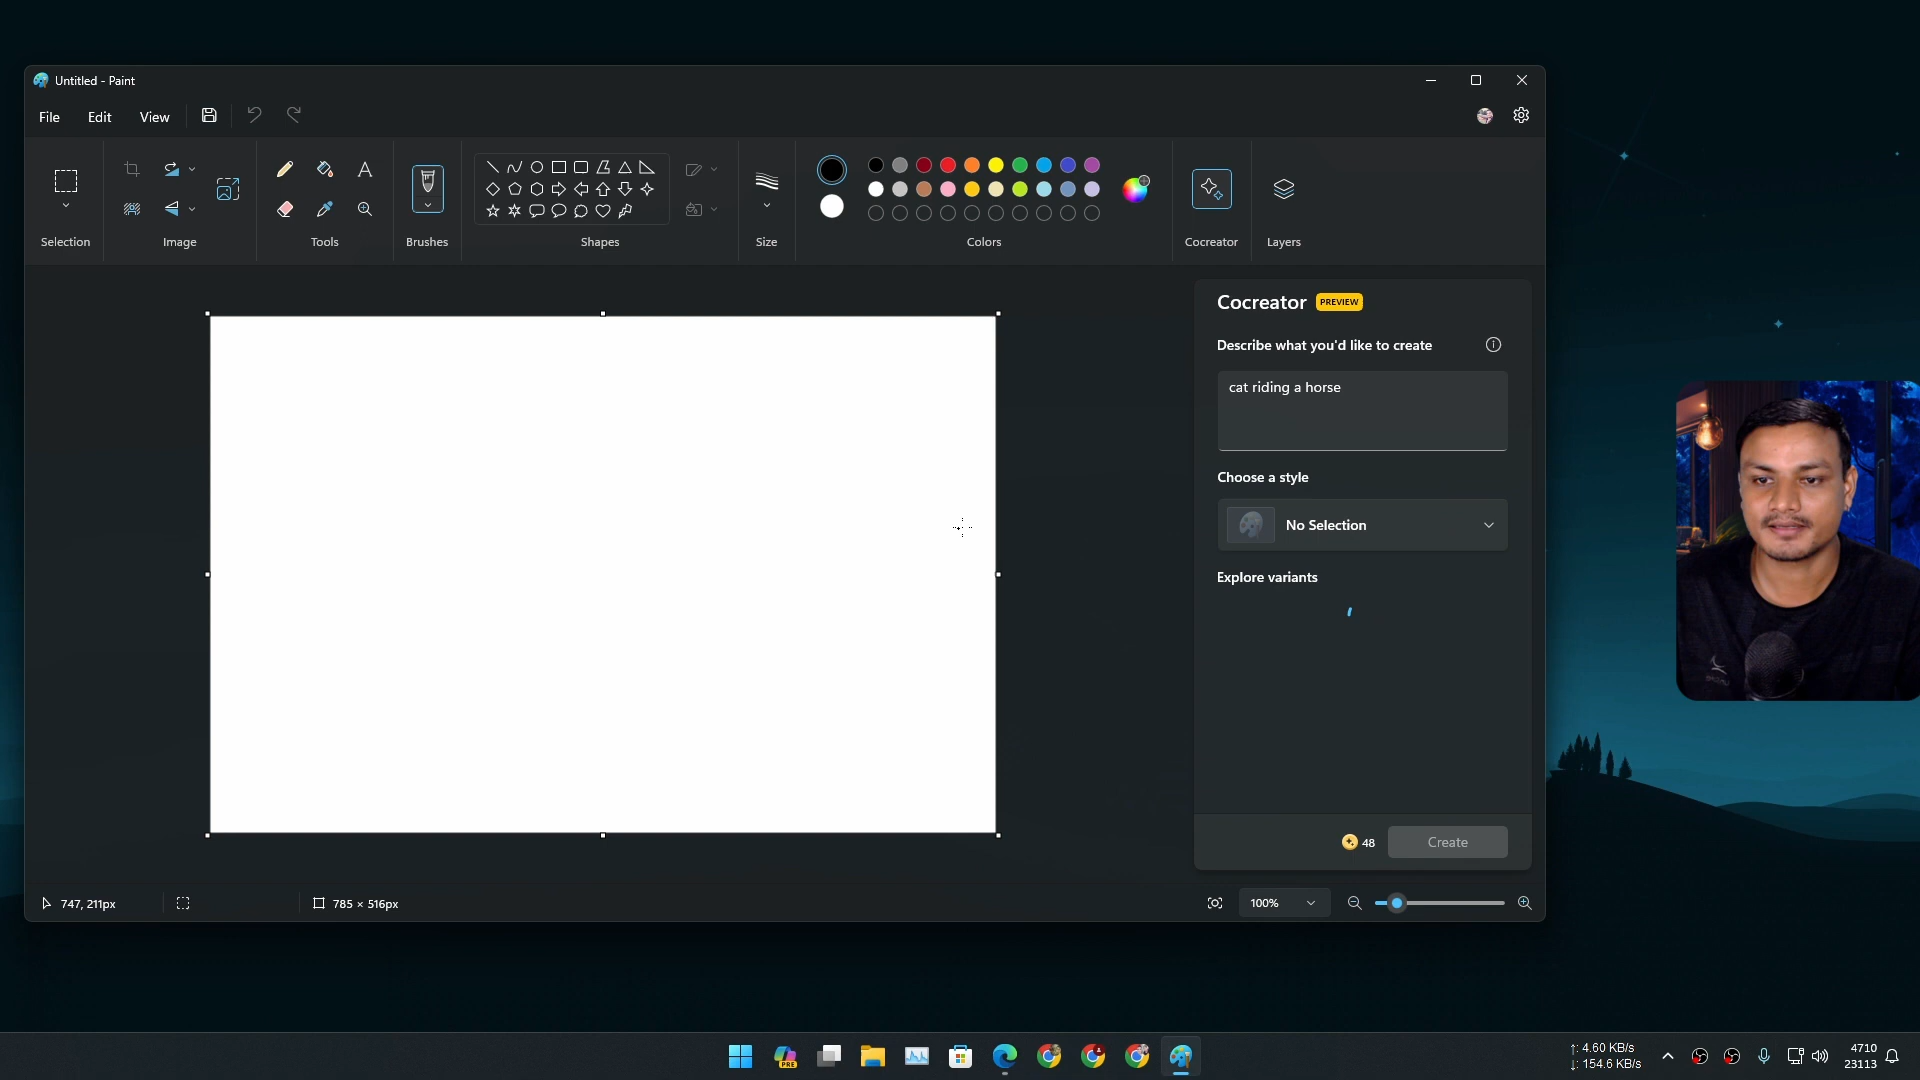 Untitled - Paint
File Edit View
Selection Image Tools Brushes Shapes Size Colors Cocreator Layers
Cocreator PREVIEW
Describe what you'd like to create
cat riding a horse
Choose a style
No Selection
Explore variants
48 Create
747, 211px 785 × 516px 100%
PRE
↑: 4.60 KB/s
↓: 154.6 KB/s
4710
23113